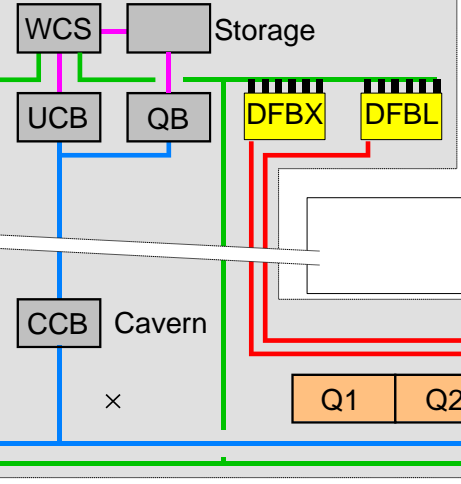 WCS
Storage
UCB
QB
DFBX
DFBL
CCB
Cavern
×
Q1
Q2